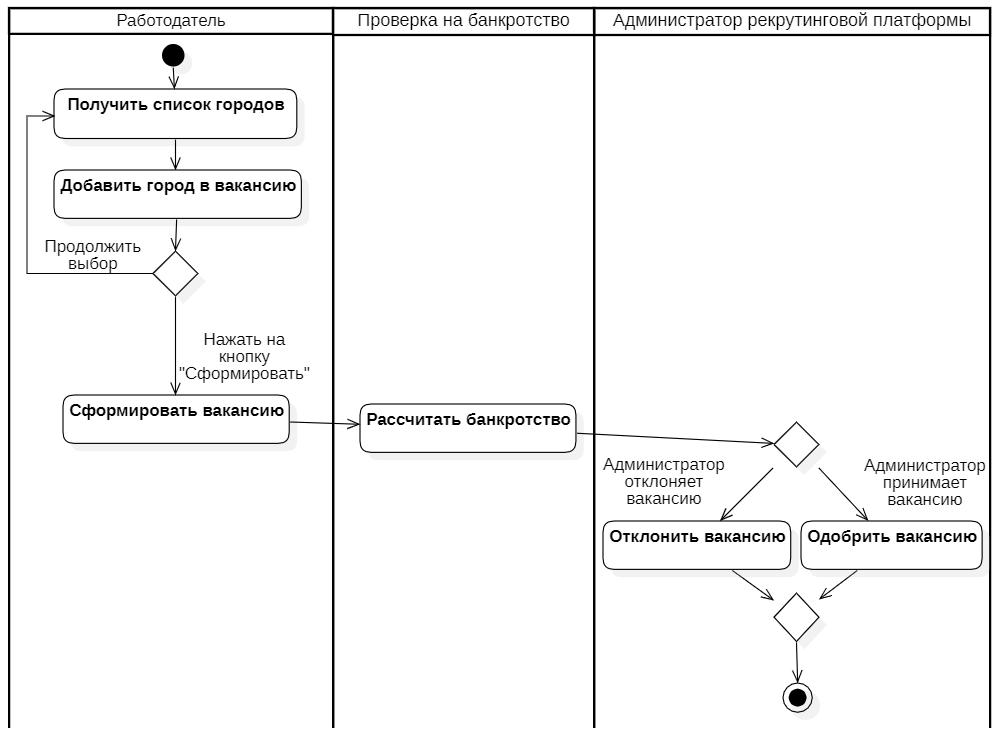 Работодатель
Проверка на банкротство
Администратор рекрутинговой платформы
Получить список городов
Добавить город в вакансию
Продолжить
выбор
Нажать на
кнопку
"Сформировать"
Сформировать вакансию
Рассчитать банкротство
Администратор
отклоняет
вакансию
Администратор
принимает
вакансию
Отклонить вакансию
Одобрить вакансию